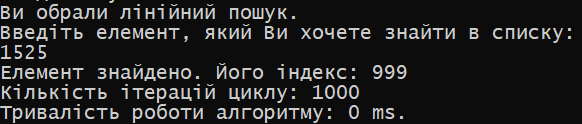 Ви обрали лінійний пошук.
Введіть елемент, який Ви хочете знайти в списку:
1525
Елемент знайдено. Його індекс: 999
Кількість ітерацій циклу: 1000
Тривалість роботи алгоритму: 0 ms.